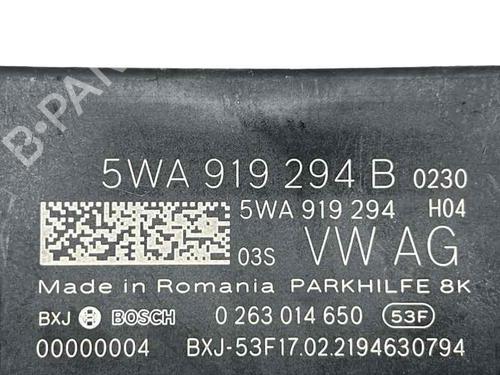 B-PARTS
5WA 919 294 B 0230
5WA 919 294 H04
03S VW AG
Made in Romania PARKHILFE 8K
BXJ BOSCH 0 263 014 650 53F
00000004 BXJ-53F17.02.2194630794